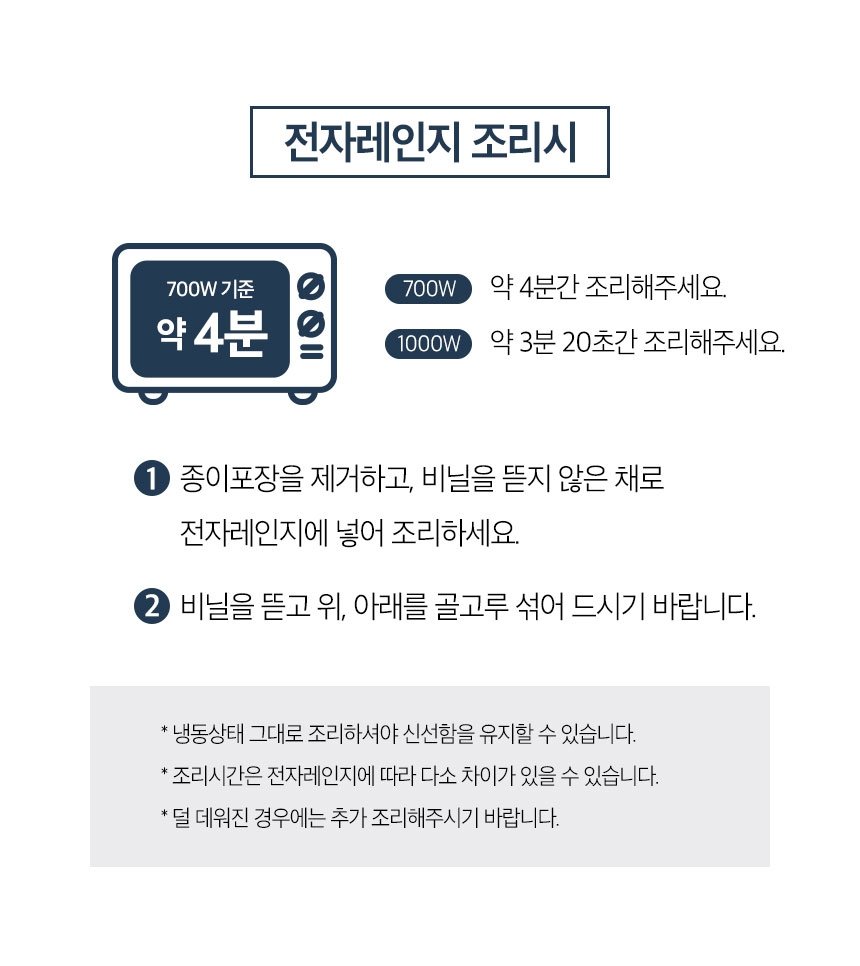 전자레인지 조리시
700W 기준
약 4분
700W 약 4분간 조리해주세요.
1000W 약 3분 20초간 조리해주세요.
1 종이포장을 제거하고, 비닐을 뜯지 않은 채로
전자레인지에 넣어 조리하세요.
2 비닐을 뜯고 위, 아래를 골고루 섞어 드시기 바랍니다.
* 냉동상태 그대로 조리하셔야 신선함을 유지할 수 있습니다.
* 조리시간은 전자레인지에 따라 다소 차이가 있을 수 있습니다.
* 덜 데워진 경우에는 추가 조리해주시기 바랍니다.